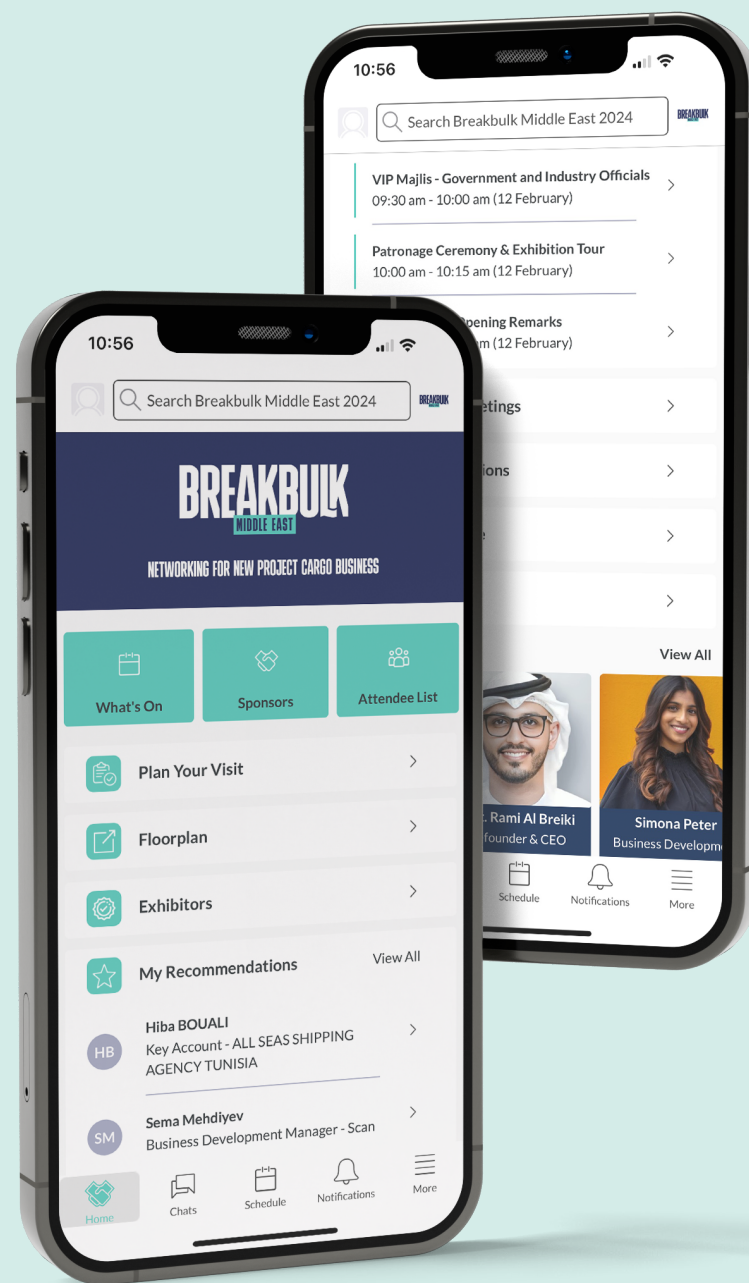 10:56
Search Breakbulk Middle East 2024
BREAKBULK
VIP Majlis - Government and Industry Officials
09:30 am - 10:00 am (12 February)
Patronage Ceremony & Exhibition Tour
10:00 am - 10:15 am (12 February)
pening Remarks
m (12 February)
etings
ions
View All
. Rami Al Breiki
ounder & CEO
Simona Peter
Business Developm
Schedule
Notifications
More
10:56
Search Breakbulk Middle East 2024
BREAKBULK
BREAKBULK
MIDDLE EAST
NETWORKING FOR NEW PROJECT CARGO BUSINESS
What's On
Sponsors
Attendee List
Plan Your Visit
Floorplan
Exhibitors
My Recommendations
View All
HB
Hiba BOUALI
Key Account - ALL SEAS SHIPPING
AGENCY TUNISIA
SM
Sema Mehdiyev
Business Development Manager - Scan
Home
Chats
Schedule
Notifications
More